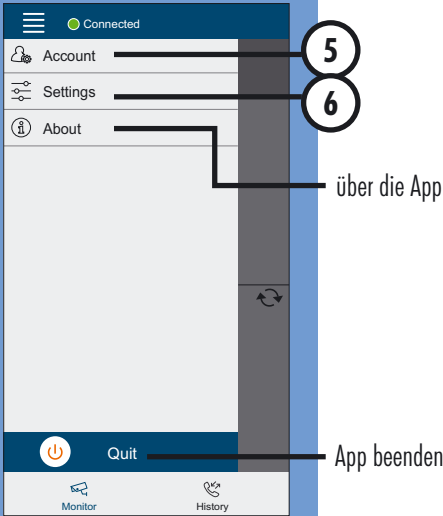 Connected
Account
5
Settings
6
About
über die App
Quit
App beenden
Monitor
History